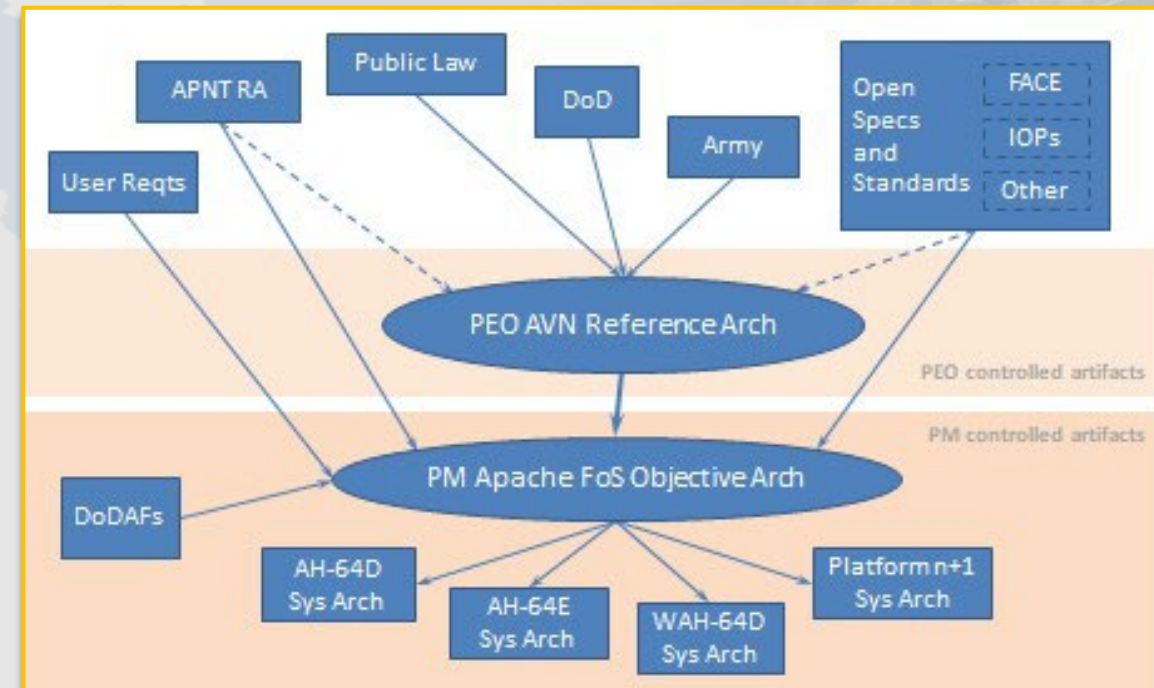 Public Law
APNT RA
DoD
Open
Specs
and
Standards
FACE
IOPs
Other
Army
User Reqts
PEO AVN Reference Arch
PEO controlled artifacts
PM controlled artifacts
PM Apache FoS Objective Arch
DoDAFs
AH-64D
Sys Arch
AH-64E
Sys Arch
WAH-64D
Sys Arch
Platform n+1
Sys Arch